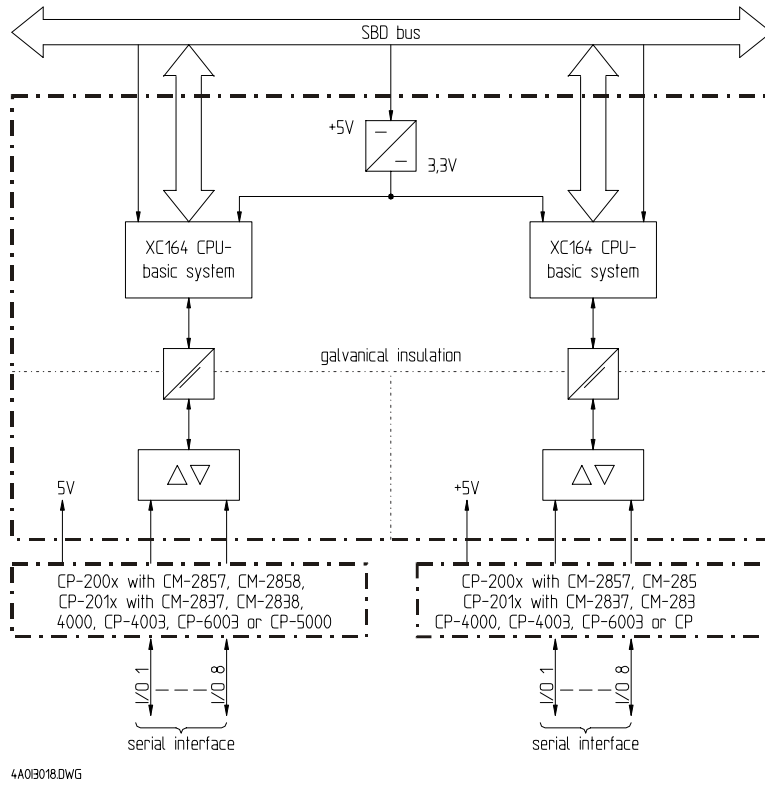 SBD bus
+5V
3,3V
XC164 CPU-
basic system
XC164 CPU-
basic system
galvanical insulation
5V
+5V
CP-200x with CM-2857, CM-2858,
CP-201x with CM-2837, CM-2838,
4000, CP-4003, CP-6003 or CP-5000
CP-200x with CM-2857, CM-285
CP-201x with CM-2837, CM-283
CP-4000, CP-4003, CP-6003 or CP
I/O 1
I/O 8
I/O 1
I/O 8
serial interface
serial interface
4A013018.DWG